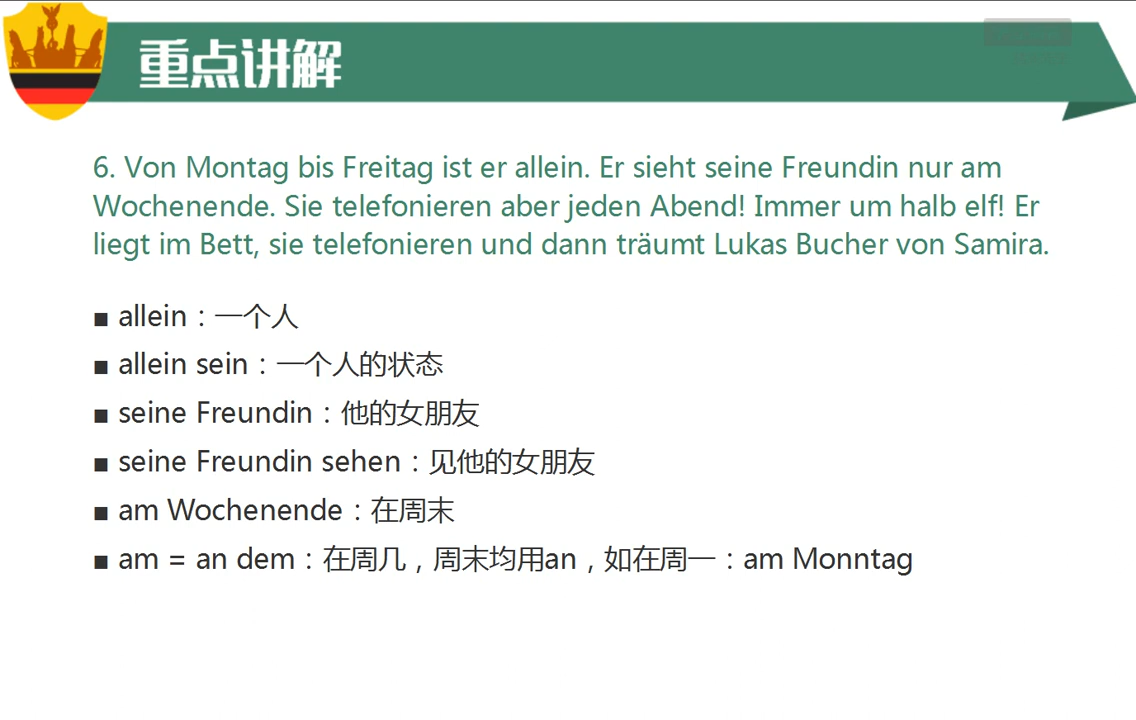 重点讲解
6. Von Montag bis Freitag ist er allein. Er sieht seine Freundin nur am
Wochenende. Sie telefonieren aber jeden Abend! Immer um halb elf! Er
liegt im Bett, sie telefonieren und dann träumt Lukas Bucher von Samira.
■ allein：一个人
■ allein sein：一个人的状态
■ seine Freundin：他的女朋友
■ seine Freundin sehen：见他的女朋友
■ am Wochenende：在周末
■ am = an dem：在周几，周末均用an，如在周一：am Monntag